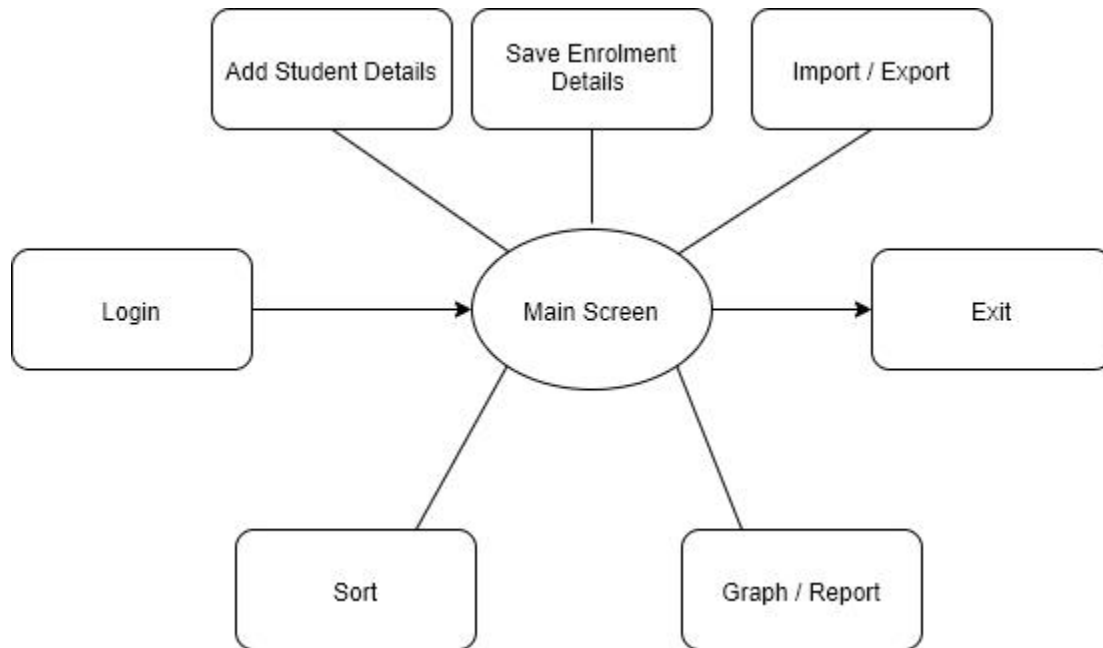 Add Student Details
Save Enrolment
Details
Import / Export
Login
Main Screen
Exit
Sort
Graph / Report